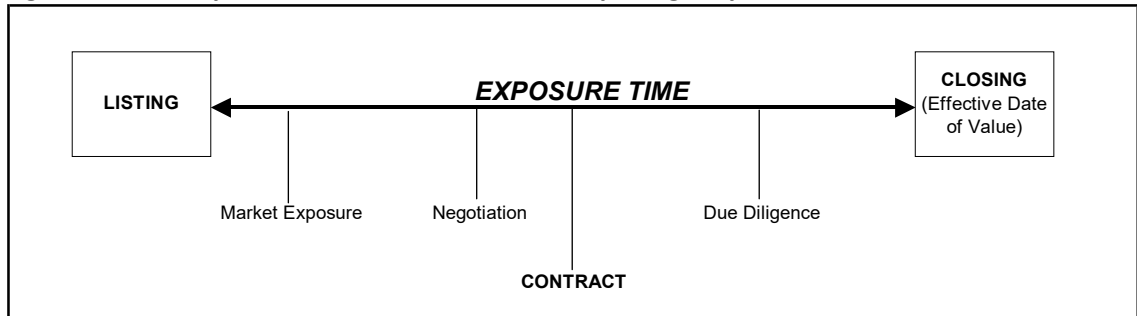 EXPOSURE TIME
LISTING
CLOSING
(Effective Date
of Value)
Market Exposure
Negotiation
Due Diligence
CONTRACT